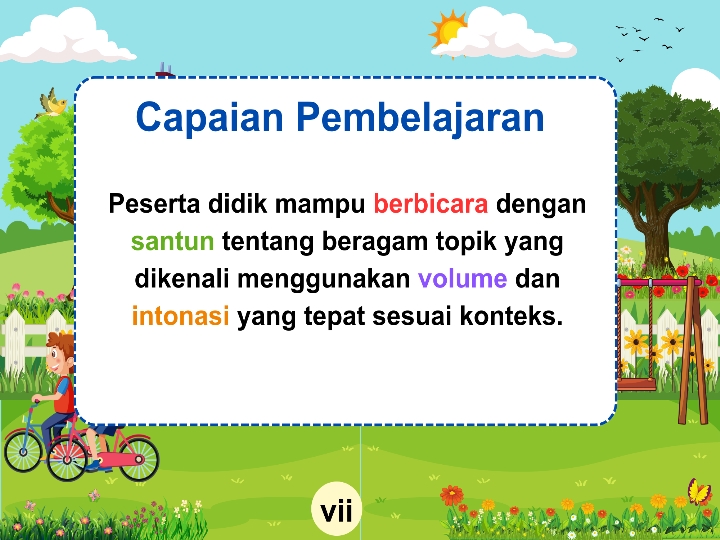 Capaian Pembelajaran
Peserta didik mampu berbicara dengan
santun tentang beragam topik yang
dikenali menggunakan volume dan
intonasi yang tepat sesuai konteks.
vii